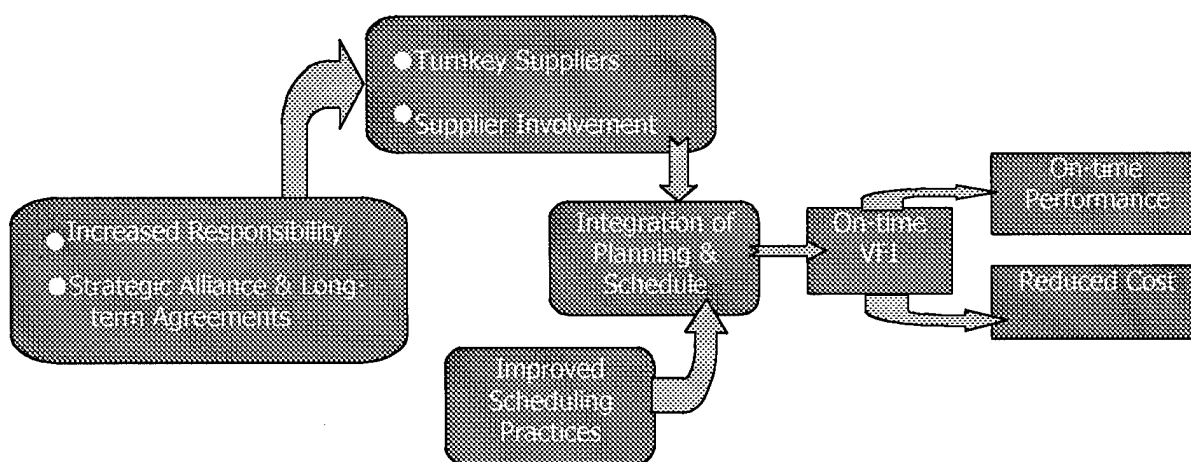 Turnkey Suppliers
Supplier Involvement
Increased Responsibility
Strategic Alliance & Long-
term Agreements
Integration of
Planning &
Schedule
Improved
Scheduling
Practices
On-time
VFI
On-time
Performance
Reduced Cost